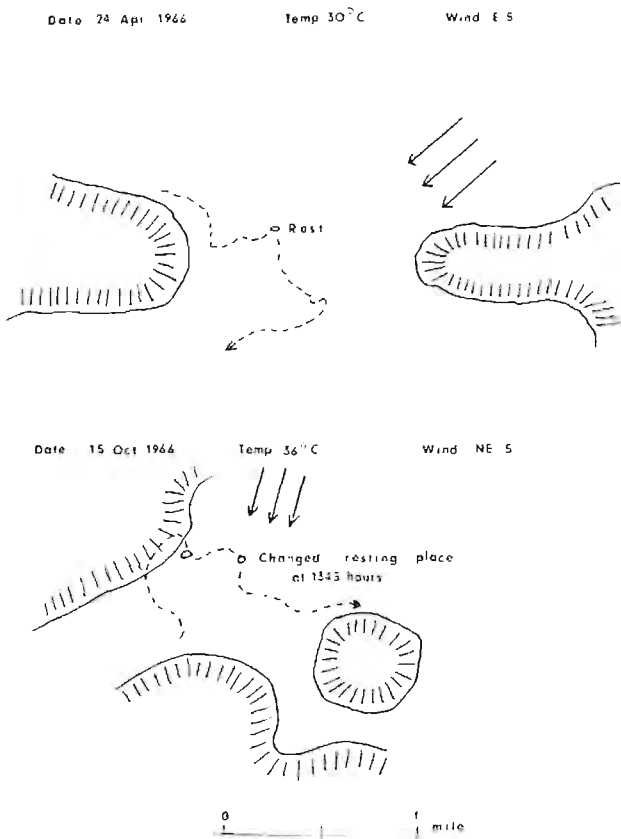 Date 24 Apr 1966 Temp 30°C Wind E 5
Rest
Date 15 Oct 1966 Temp 36°C Wind NE 5
Changed resting place
at 1345 hours
0 1
mile